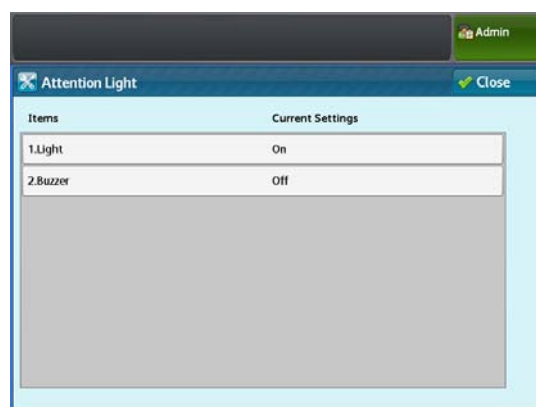 Admin
Attention Light
Close
Items Current Settings
1.Light On
2.Buzzer Off